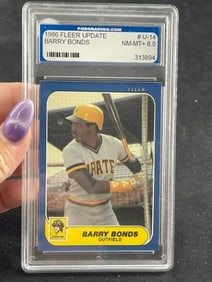 PGSGRADING.COM
1986 FLEER UPDATE # U-14
BARRY BONDS NM-MT+ 8.5
313894
FLEER
PIRATES
BARRY BONDS
OUTFIELD